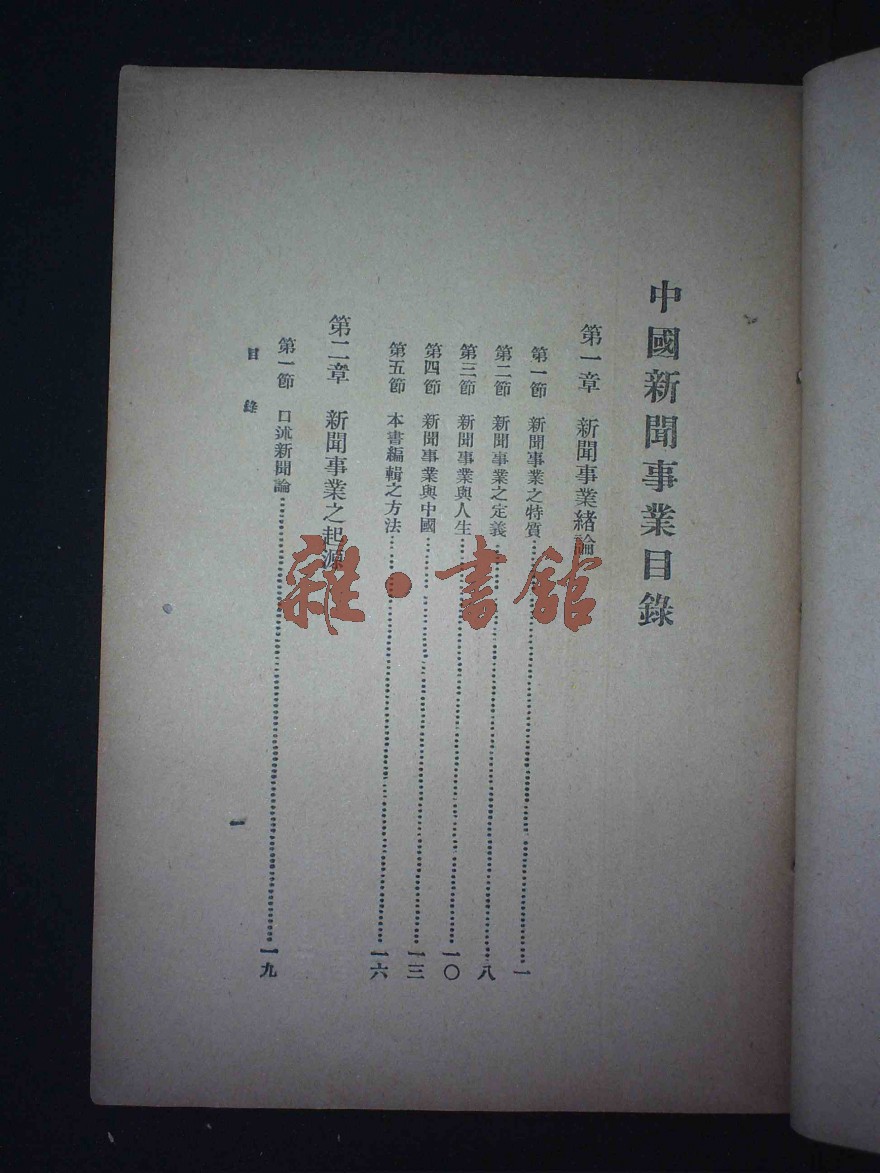 中國新聞事業目錄
第一章 新聞事業緒論
第一節 新聞事業之特質……一
第二節 新聞事業之定義……八
第三節 新聞事業與人生……一〇
第四節 新聞事業與中國……一三
第五節 本書編輯之方法……一六
第二章 新聞事業之起源
第一節 口述新聞論……一九
目錄
一
雜·書館